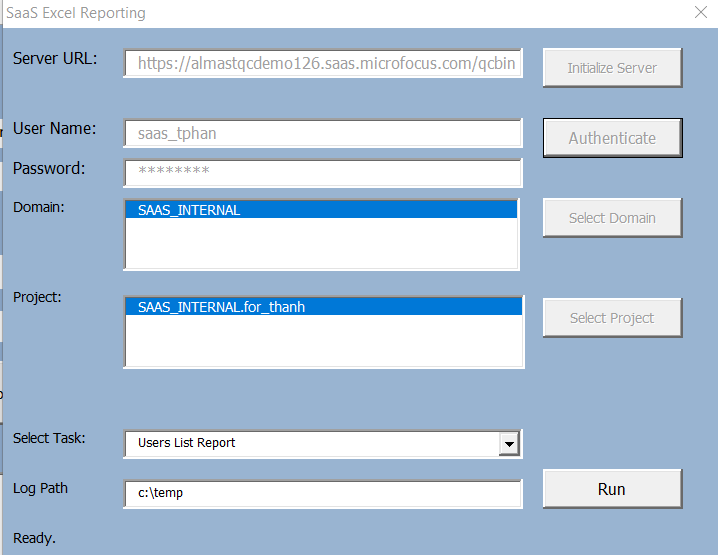 SaaS Excel Reporting
Server URL: https://almastqcdemo126.saas.microfocus.com/qcbin Initialize Server
User Name: saas_tphan Authenticate
Password: ********
Domain: SAAS_INTERNAL Select Domain
Project: SAAS_INTERNAL.for_thanh Select Project
Select Task: Users List Report
Log Path c:\temp Run
Ready.